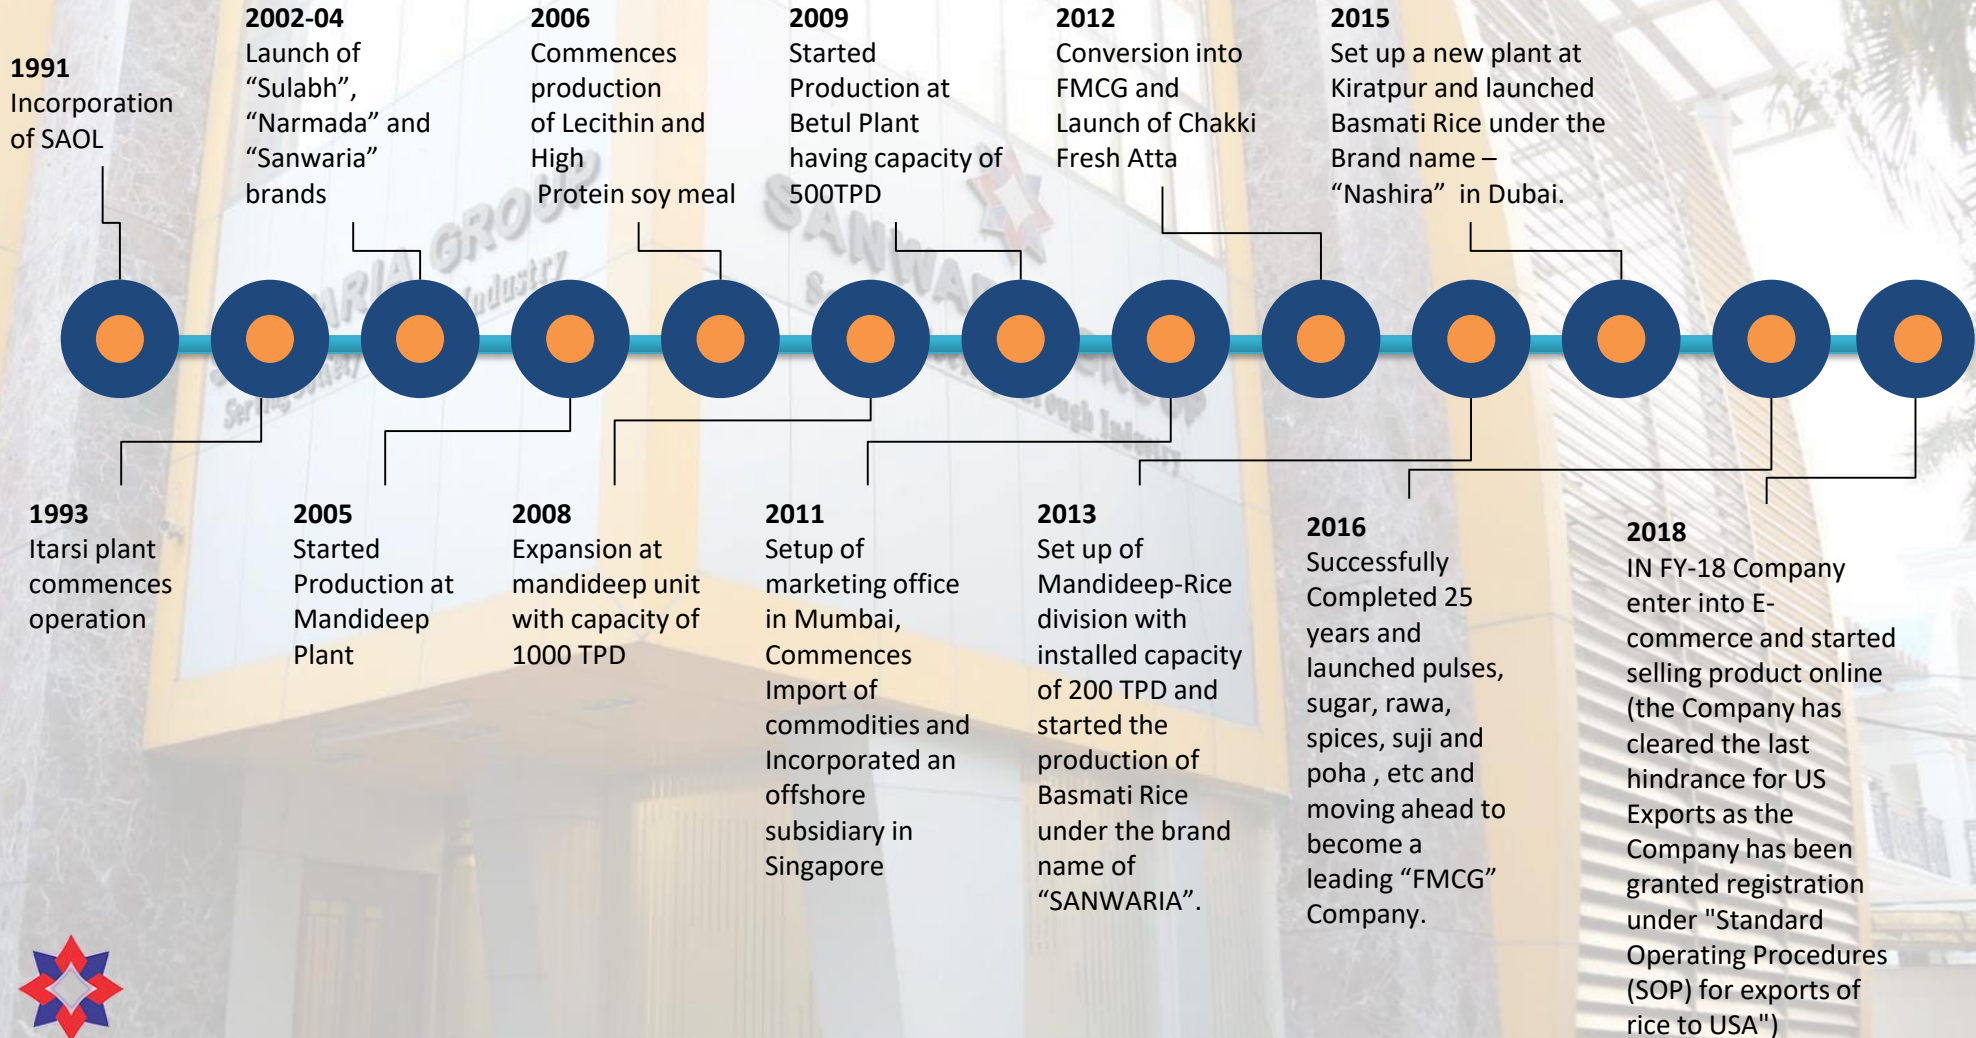 1991
Incorporation
of SAOL
2002-04
Launch of
“Sulabh”,
“Narmada” and
“Sanwaria”
brands
2006
Commences
production
of Lecithin and
High
Protein soy meal
2009
Started
Production at
Betul Plant
having capacity of
500TPD
2012
Conversion into
FMCG and
Launch of Chakki
Fresh Atta
2015
Set up a new plant at
Kiratpur and launched
Basmati Rice under the
Brand name –
“Nashira” in Dubai.
GROUP
Industry
1993
Itarsi plant
commences
operation
2005
Started
Production at
Mandideep
Plant
2008
Expansion at
mandideep unit
with capacity of
1000 TPD
2011
Setup of
marketing office
in Mumbai,
Commences
Import of
commodities and
Incorporated an
offshore
subsidiary in
Singapore
2013
Set up of
Mandideep-Rice
division with
installed capacity
of 200 TPD and
started the
production of
Basmati Rice
under the brand
name of
“SANWARIA”.
2016
Successfully
Completed 25
years and
launched pulses,
sugar, rawa,
spices, suji and
poha , etc and
moving ahead to
become a
leading “FMCG”
Company.
2018
IN FY-18 Company
enter into E-
commerce and started
selling product online
(the Company has
cleared the last
hindrance for US
Exports as the
Company has been
granted registration
under "Standard
Operating Procedures
(SOP) for exports of
rice to USA")